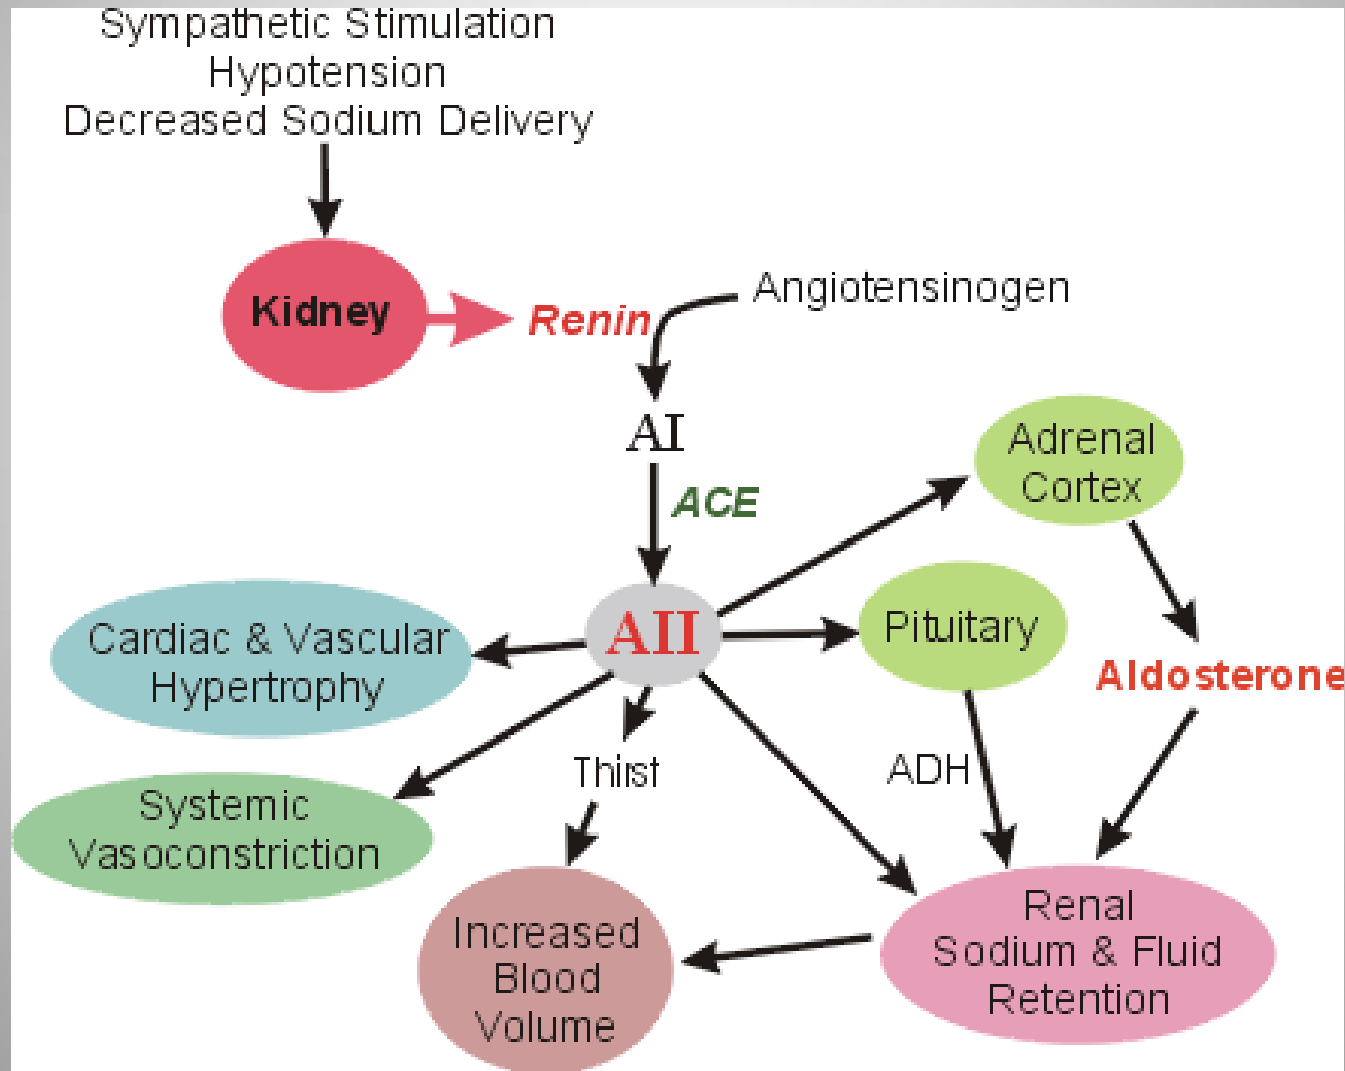 Sympathetic Stimulation
Hypotension
Decreased Sodium Delivery
Kidney
Renin
Angiotensinogen
AI
ACE
Adrenal
Cortex
AII
Pituitary
Cardiac & Vascular
Hypertrophy
Aldosterone
Thirst
ADH
Systemic
Vasoconstriction
Increased
Blood
Volume
Renal
Sodium & Fluid
Retention